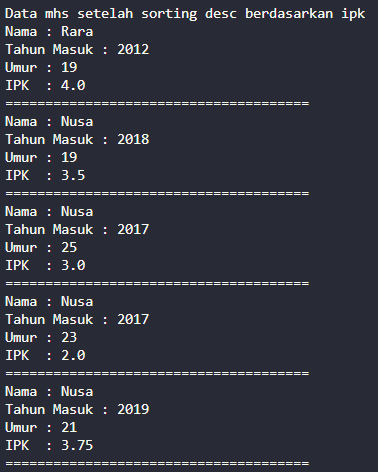 Data mhs setelah sorting desc berdasarkan ipk
Nama : Rara
Tahun Masuk : 2012
Umur : 19
IPK  : 4.0
======================================
Nama : Nusa
Tahun Masuk : 2018
Umur : 19
IPK  : 3.5
======================================
Nama : Nusa
Tahun Masuk : 2017
Umur : 25
IPK  : 3.0
======================================
Nama : Nusa
Tahun Masuk : 2017
Umur : 23
IPK  : 2.0
======================================
Nama : Nusa
Tahun Masuk : 2019
Umur : 21
IPK  : 3.75
======================================